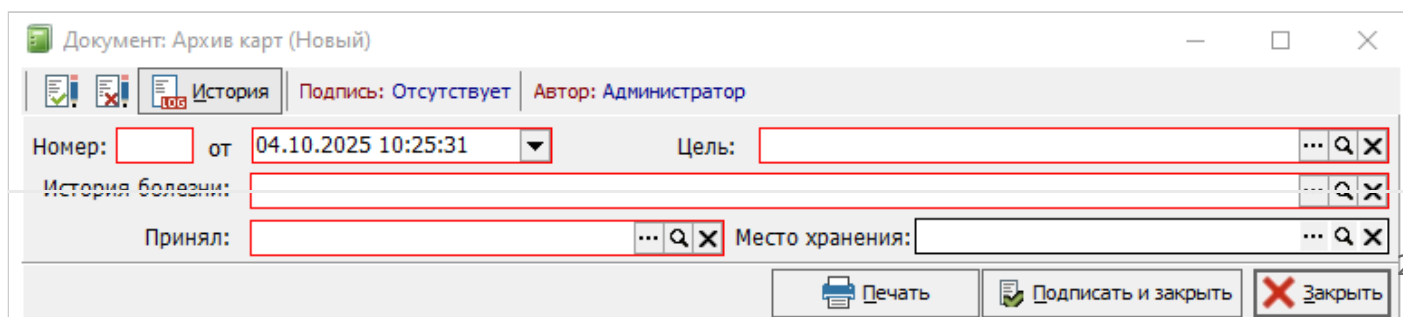 Документ: Архив карт (Новый)
LOG История Подпись: Отсутствует Автор: Администратор
Номер: от 04.10.2025 10:25:31 Цель:
История болезни:
Принял: Место хранения:
Печать Подписать и закрыть Закрыть